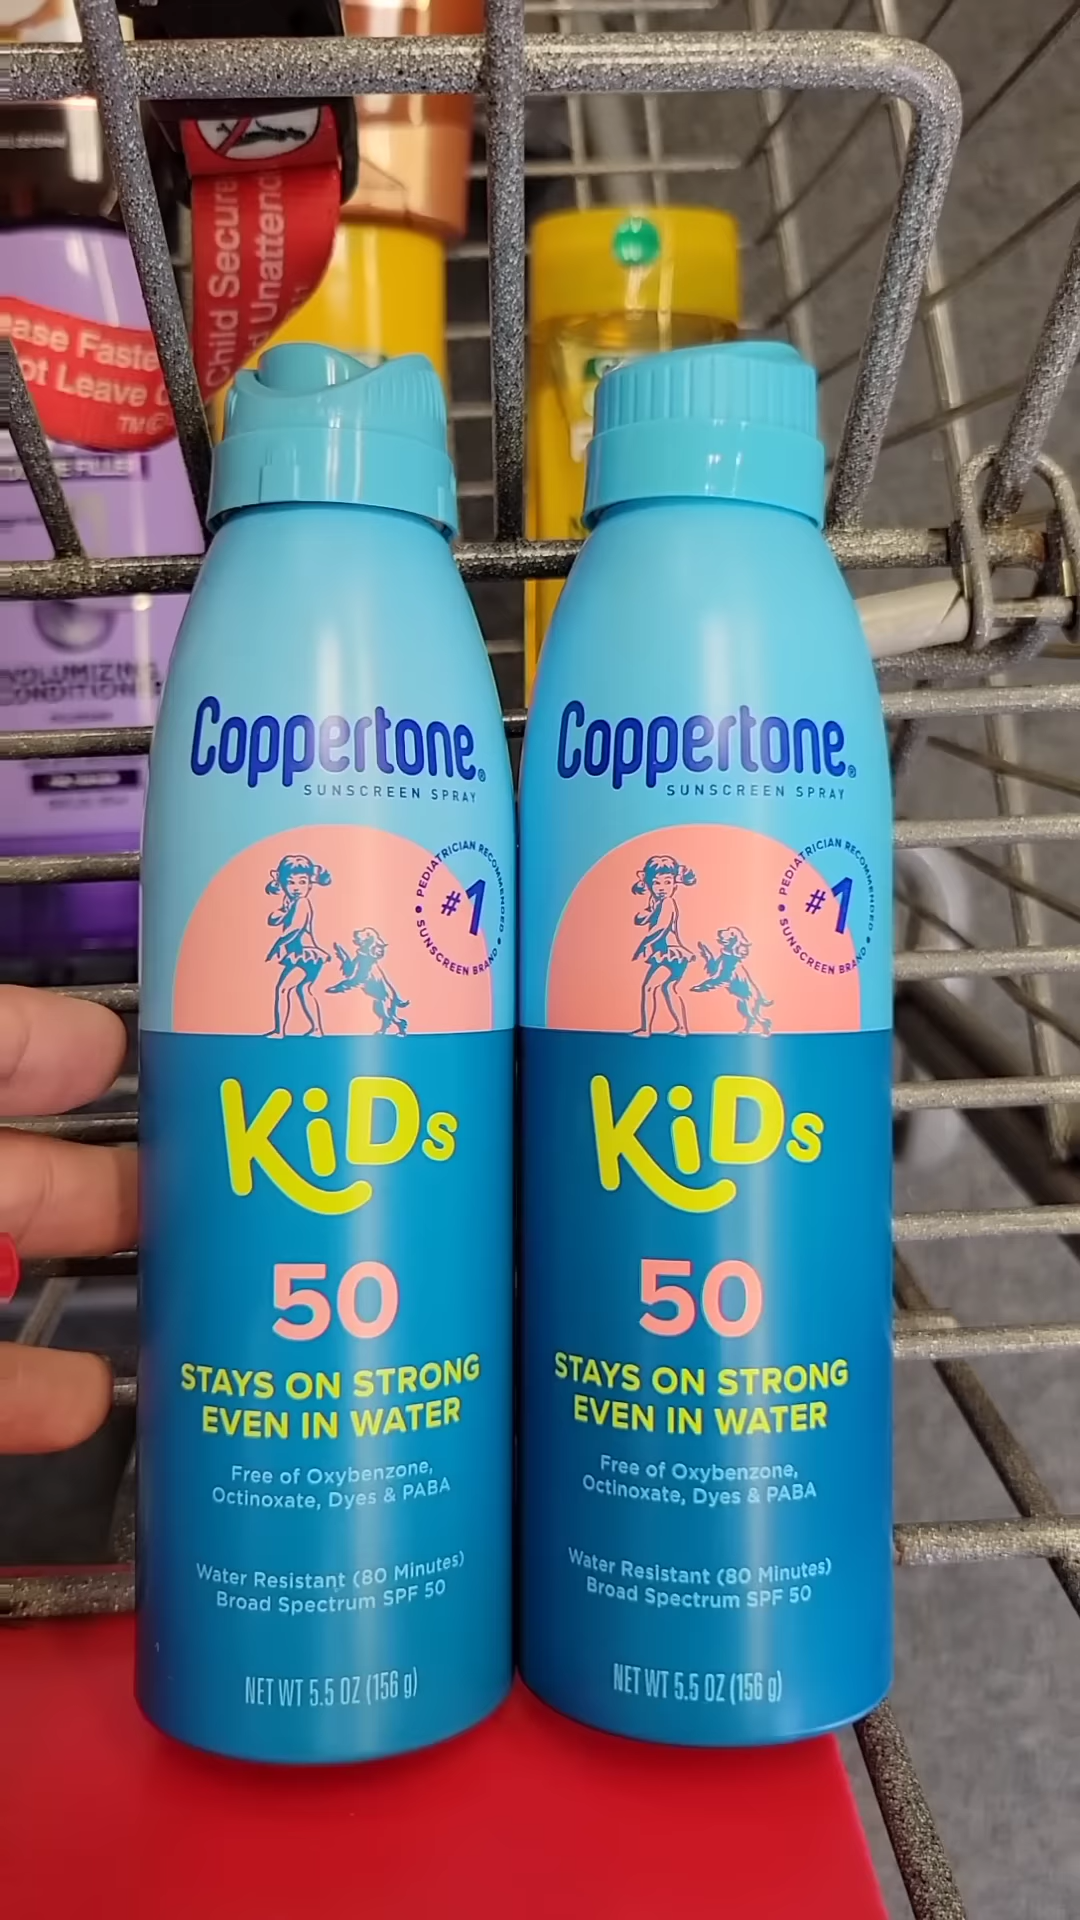 Child Secure
Unattend
ease Faste
ot Leave
TM©
VOLUMIZING
CONDITIONER
Coppertone®
SUNSCREEN SPRAY
#1
PEDIATRICIAN RECOMMENDED
SUNSCREEN BRAND
KiDs
50
STAYS ON STRONG
EVEN IN WATER
Free of Oxybenzone,
Octinoxate, Dyes & PABA
Water Resistant (80 Minutes)
Broad Spectrum SPF 50
NET WT 5.5 OZ (156 g)
Coppertone®
SUNSCREEN SPRAY
#1
PEDIATRICIAN RECOMMENDED
SUNSCREEN BRAND
KiDs
50
STAYS ON STRONG
EVEN IN WATER
Free of Oxybenzone,
Octinoxate, Dyes & PABA
Water Resistant (80 Minutes)
Broad Spectrum SPF 50
NET WT 5.5 OZ (156 g)